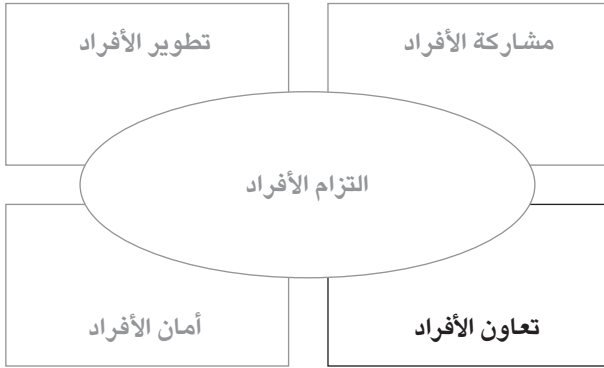 مشاركة الأفراد
تطوير الأفراد
التزام الأفراد
تعاون الأفراد
أمان الأفراد